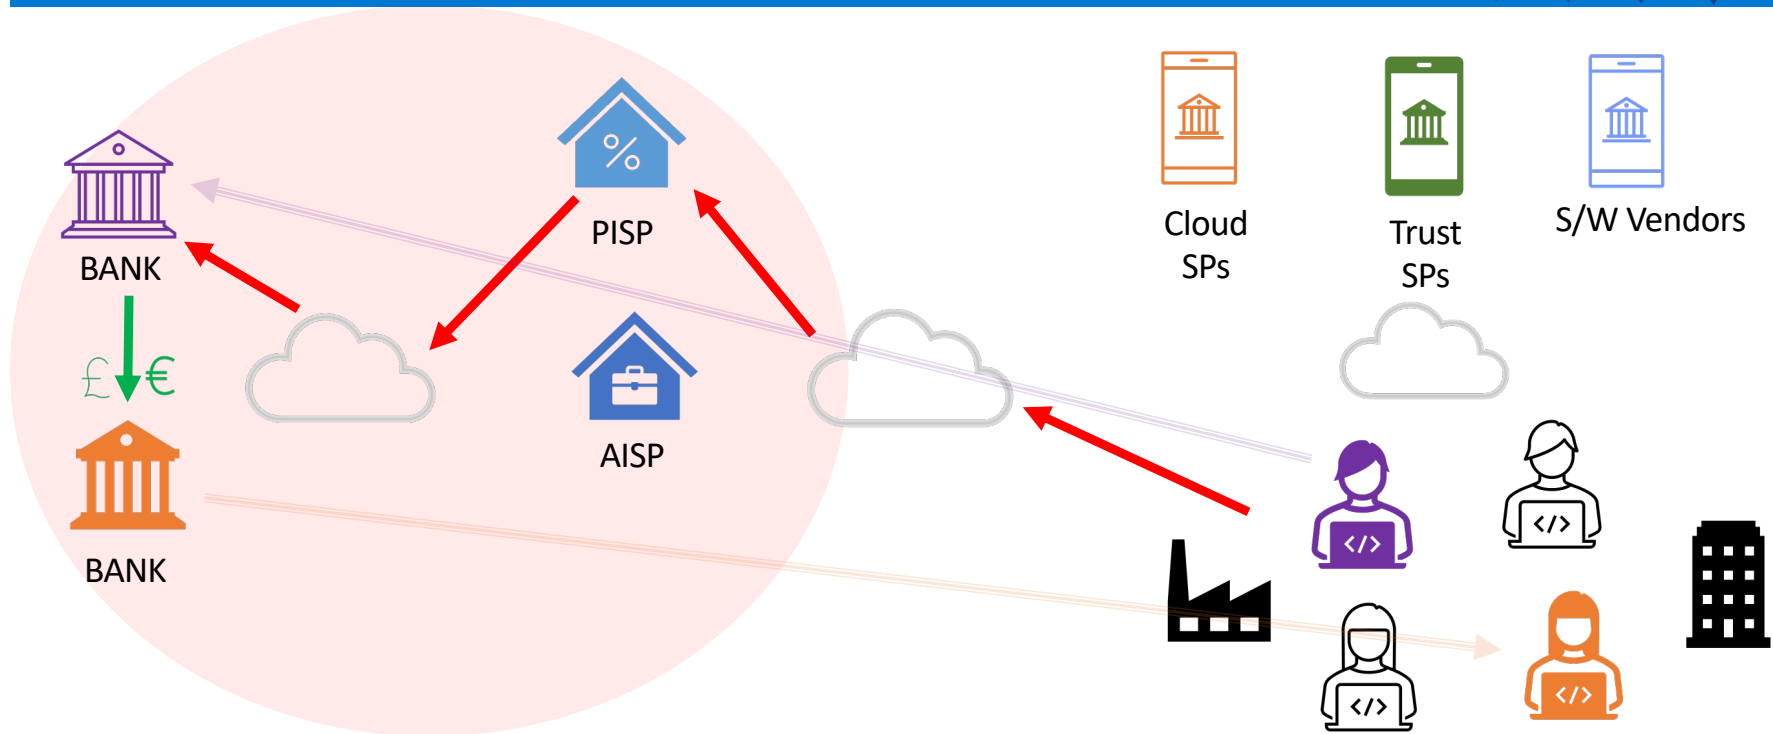 BANK
£ €
BANK
%
PISP
AISP
Cloud
SPs
Trust
SPs
S/W Vendors
</>
</>
</>
</>